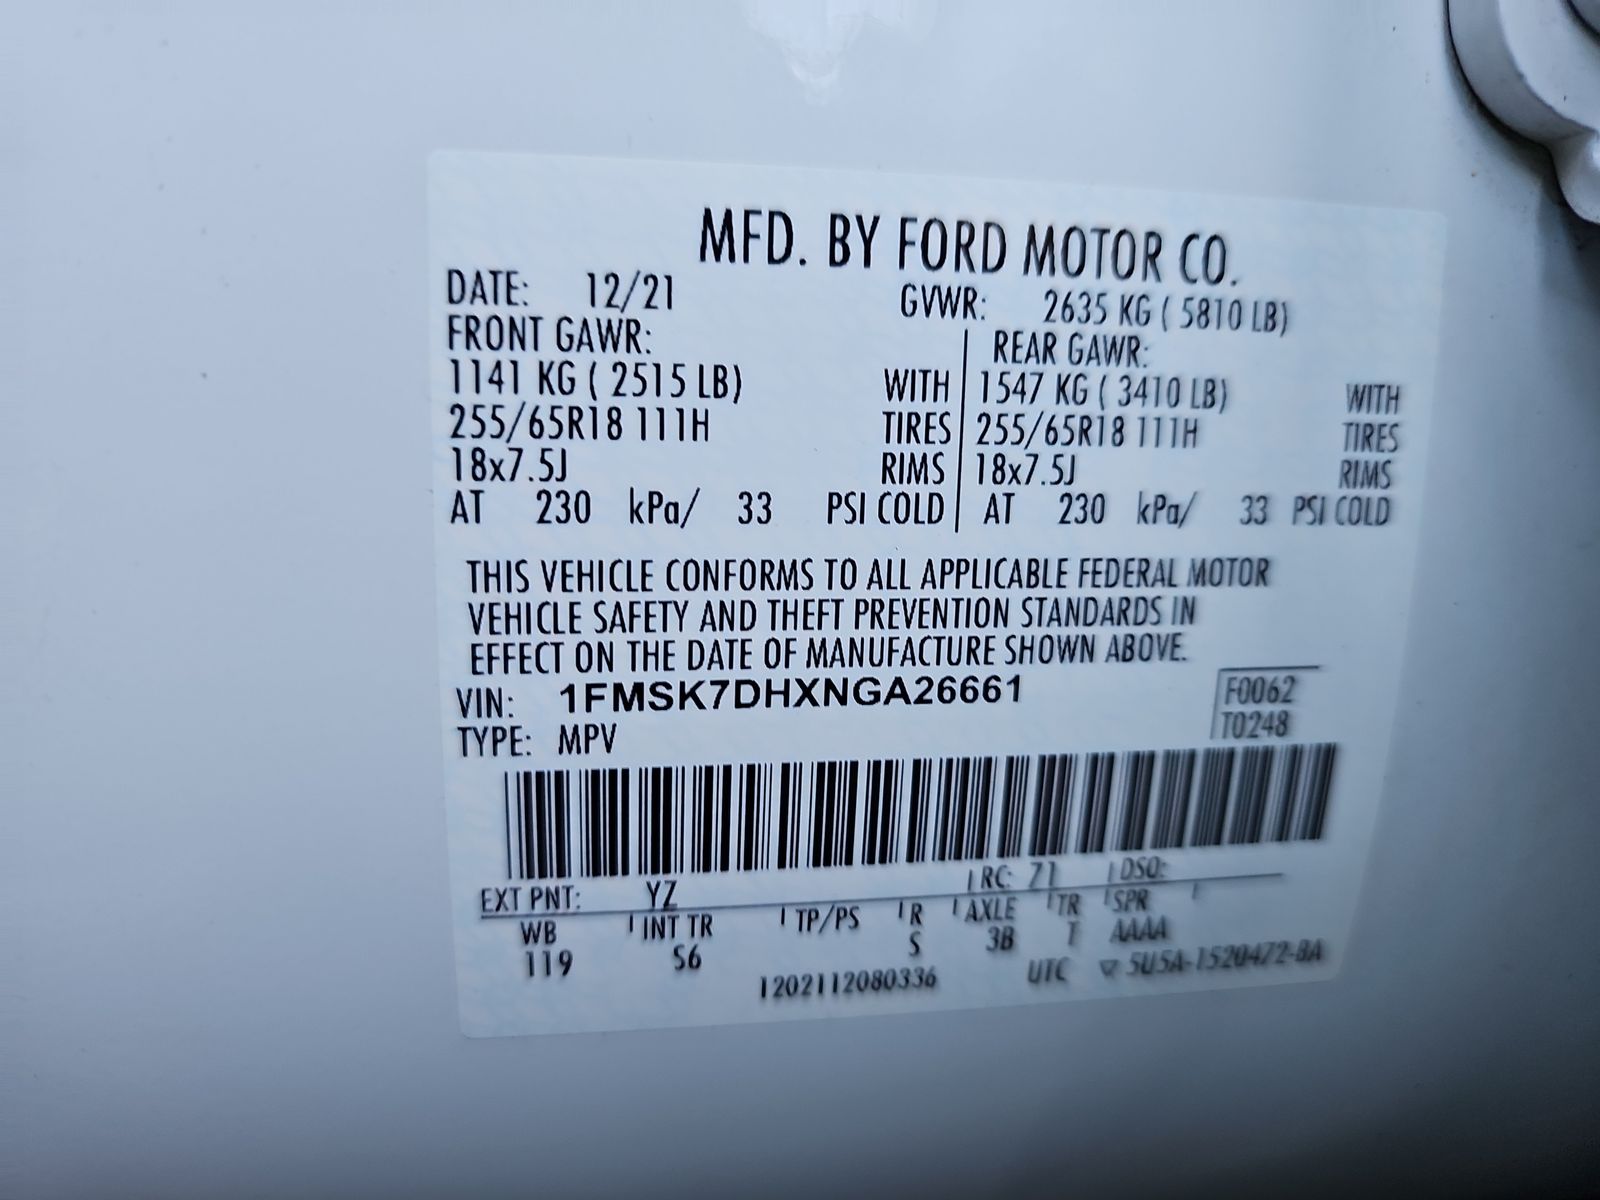 MFD. BY FORD MOTOR CO.
DATE: 12/21 GVWR: 2635 KG ( 5810 LB)
FRONT GAWR: REAR GAWR:
1141 KG ( 2515 LB) WITH 1547 KG ( 3410 LB) WITH
255/65R18 111H TIRES 255/65R18 111H TIRES
18x7.5J RIMS 18x7.5J RIMS
AT 230 kPa/ 33 PSI COLD AT 230 kPa/ 33 PSI COLD
THIS VEHICLE CONFORMS TO ALL APPLICABLE FEDERAL MOTOR
VEHICLE SAFETY AND THEFT PREVENTION STANDARDS IN
EFFECT ON THE DATE OF MANUFACTURE SHOWN ABOVE.
VIN: 1FMSK7DHXNGA26661 F0062
TYPE: MPV T0248
EXT PNT: YZ RC: 71 DSO:
WB INT TR TP/PS R AXLE TR SPR
119 S6 S 3B T AAAA
1202112080336 UTC ▽ 5U5A-1520472-BA